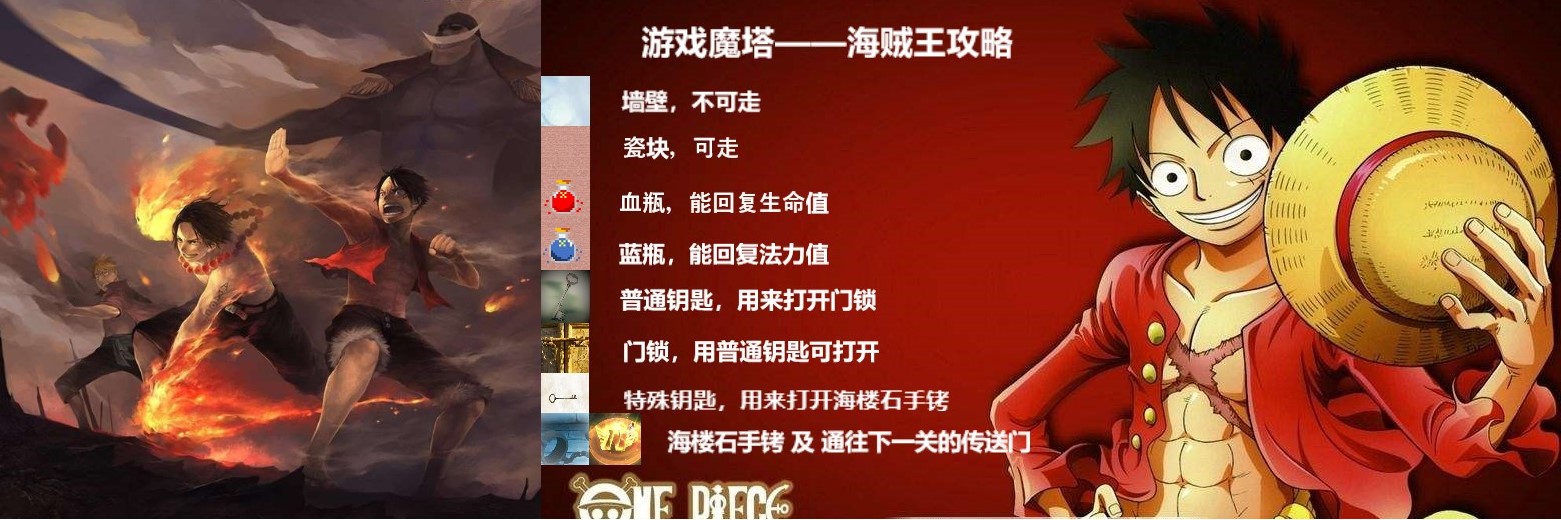 游戏魔塔——海贼王攻略
墙壁，不可走
瓷块，可走
血瓶，能回复生命值
蓝瓶，能回复法力值
普通钥匙，用来打开门锁
门锁，用普通钥匙可打开
特殊钥匙，用来打开海楼石手铐
海楼石手铐 及 通往下一关的传送门
ONE PIECE